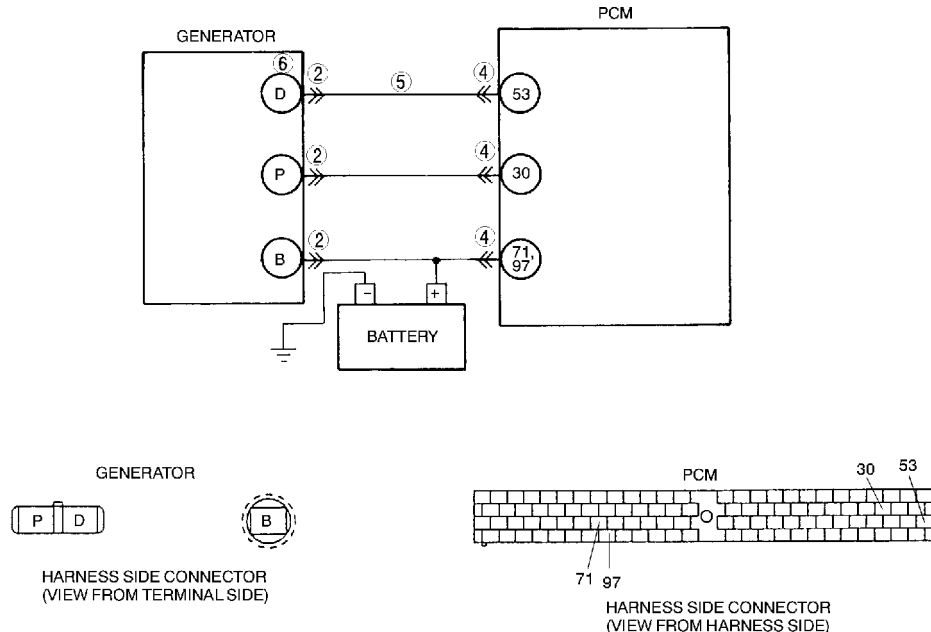 PCM
GENERATOR
6 2 5 4
D 53
2 4
P 30
2 4
B 71, 97
− +
BATTERY
GENERATOR
PCM
30 53
P D
B
71 97
HARNESS SIDE CONNECTOR
(VIEW FROM TERMINAL SIDE)
HARNESS SIDE CONNECTOR
(VIEW FROM HARNESS SIDE)